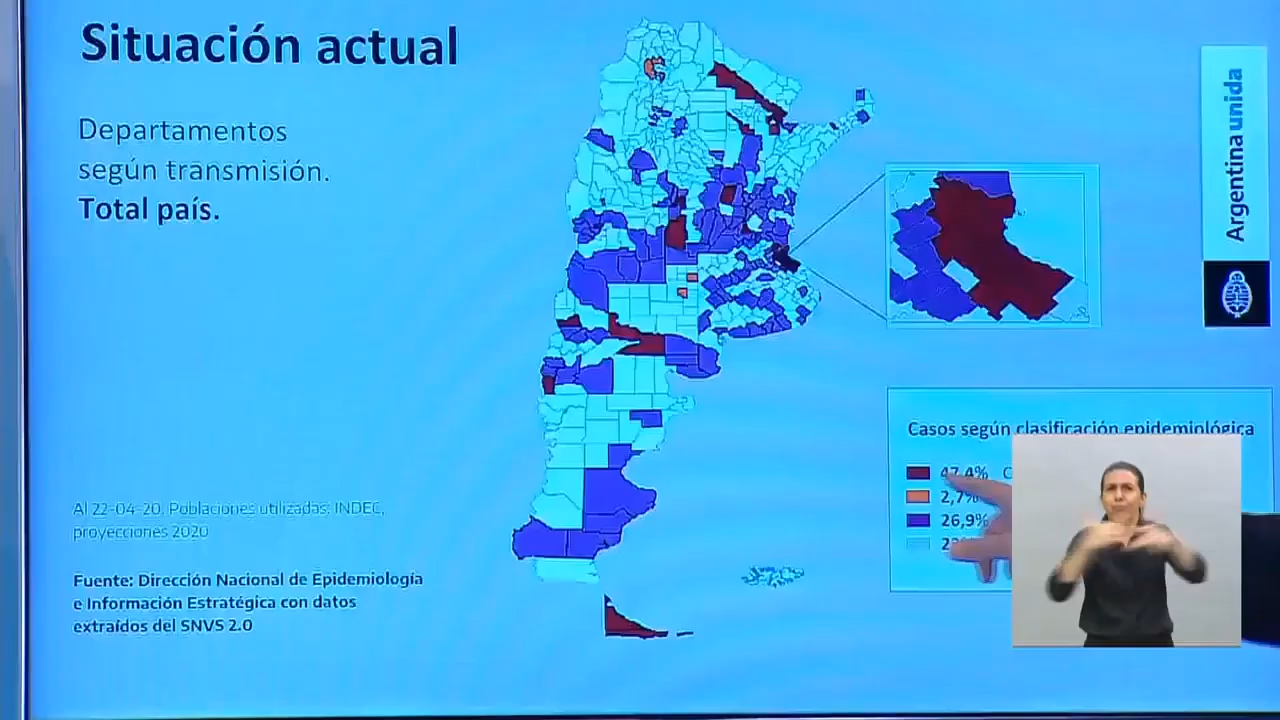 Situación actual
Departamentos
según transmisión.
Total país.
Argentina unida
Casos según clasificación epidemiológica
47,4%
2,7%
26,9%
Al 22-04-20. Poblaciones utilizadas: INDEC,
proyecciones 2020
Fuente: Dirección Nacional de Epidemiología
e Información Estratégica con datos
extraídos del SNVS 2.0